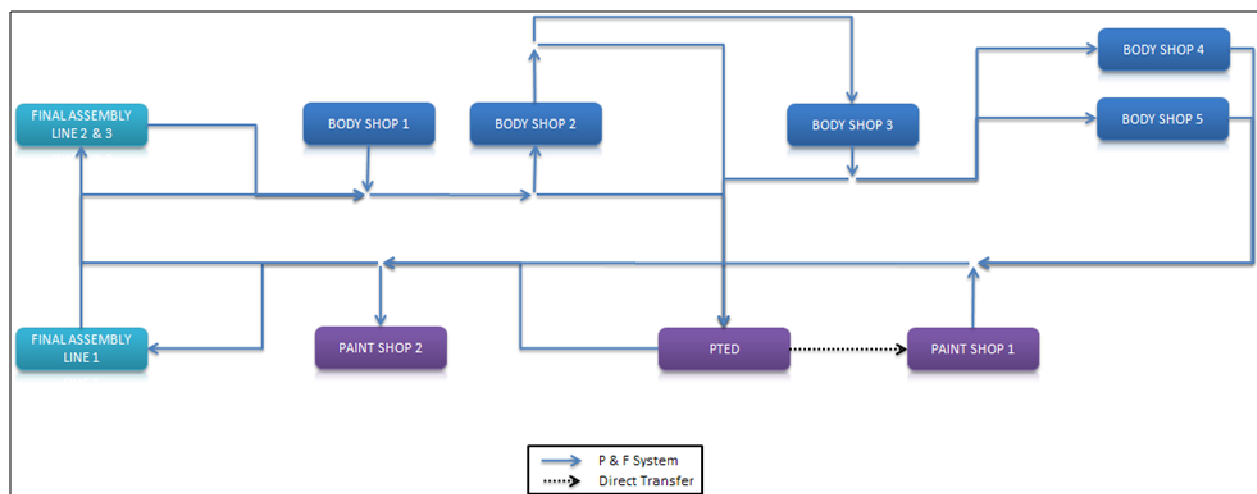 BODY SHOP 4
FINAL ASSEMBLY
LINE 2 & 3
BODY SHOP 1
BODY SHOP 2
BODY SHOP 3
BODY SHOP 5
FINAL ASSEMBLY
LINE 1
PAINT SHOP 2
PTED
PAINT SHOP 1
P & F System
Direct Transfer